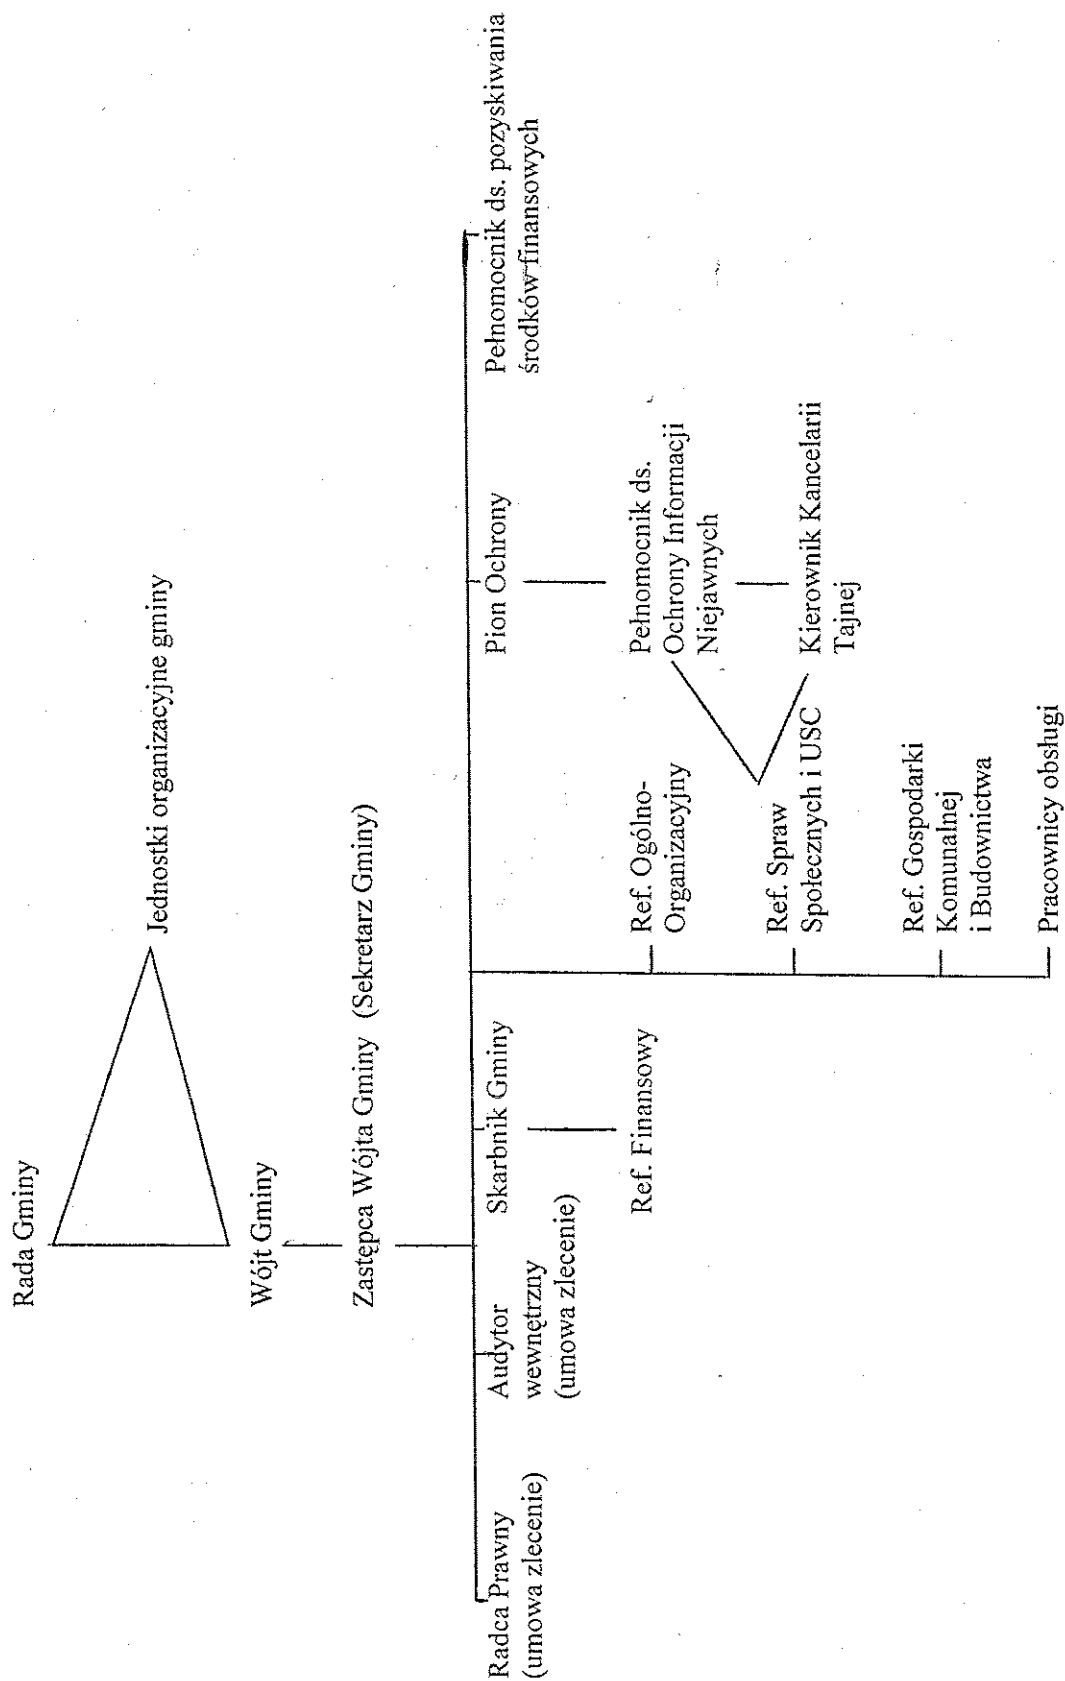 Rada Gminy
Jednostki organizacyjne gminy
Wójt Gminy
Zastępca Wójta Gminy (Sekretarz Gminy)
Radca Prawny
(umowa zlecenie)
Audytor
wewnętrzny
(umowa zlecenie)
Skarbnik Gminy
Ref. Finansowy
Ref. Ogólno-
Organizacyjny
Ref. Spraw
Społecznych i USC
Ref. Gospodarki
Komunalnej
i Budownictwa
Pracownicy obsługi
Pion Ochrony
Pełnomocnik ds.
Ochrony Informacji
Niejawnych
Kierownik Kancelarii
Tajnej
Pełnomocnik ds. pozyskiwania
środków finansowych